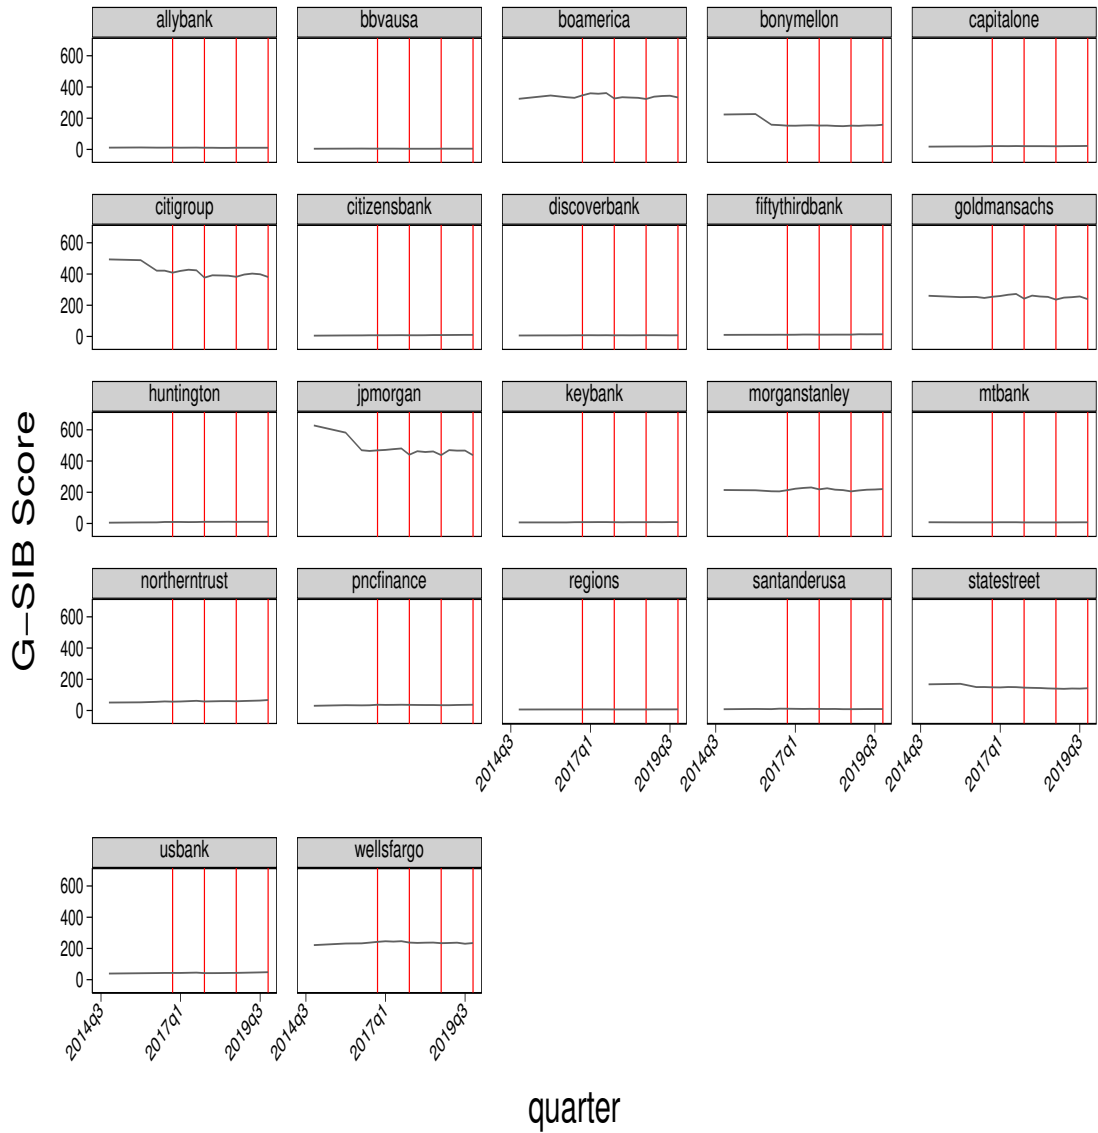 allybank bbvausa boamerica bonymellon capitalone
600
400
200
0
citigroup citizensbank discoverbank fiftythirdbank goldmansachs
600
400
200
0
huntington jpmorgan keybank morganstanley mtbank
600
400
200
0
northerntrust pncfinance regions santanderusa statestreet
600
400
200
0
2014q3 2017q1 2019q3 2014q3 2017q1 2019q3 2014q3 2017q1 2019q3
usbank wellsfargo
600
400
200
0
2014q3 2017q1 2019q3 2014q3 2017q1 2019q3
G−SIB Score
quarter